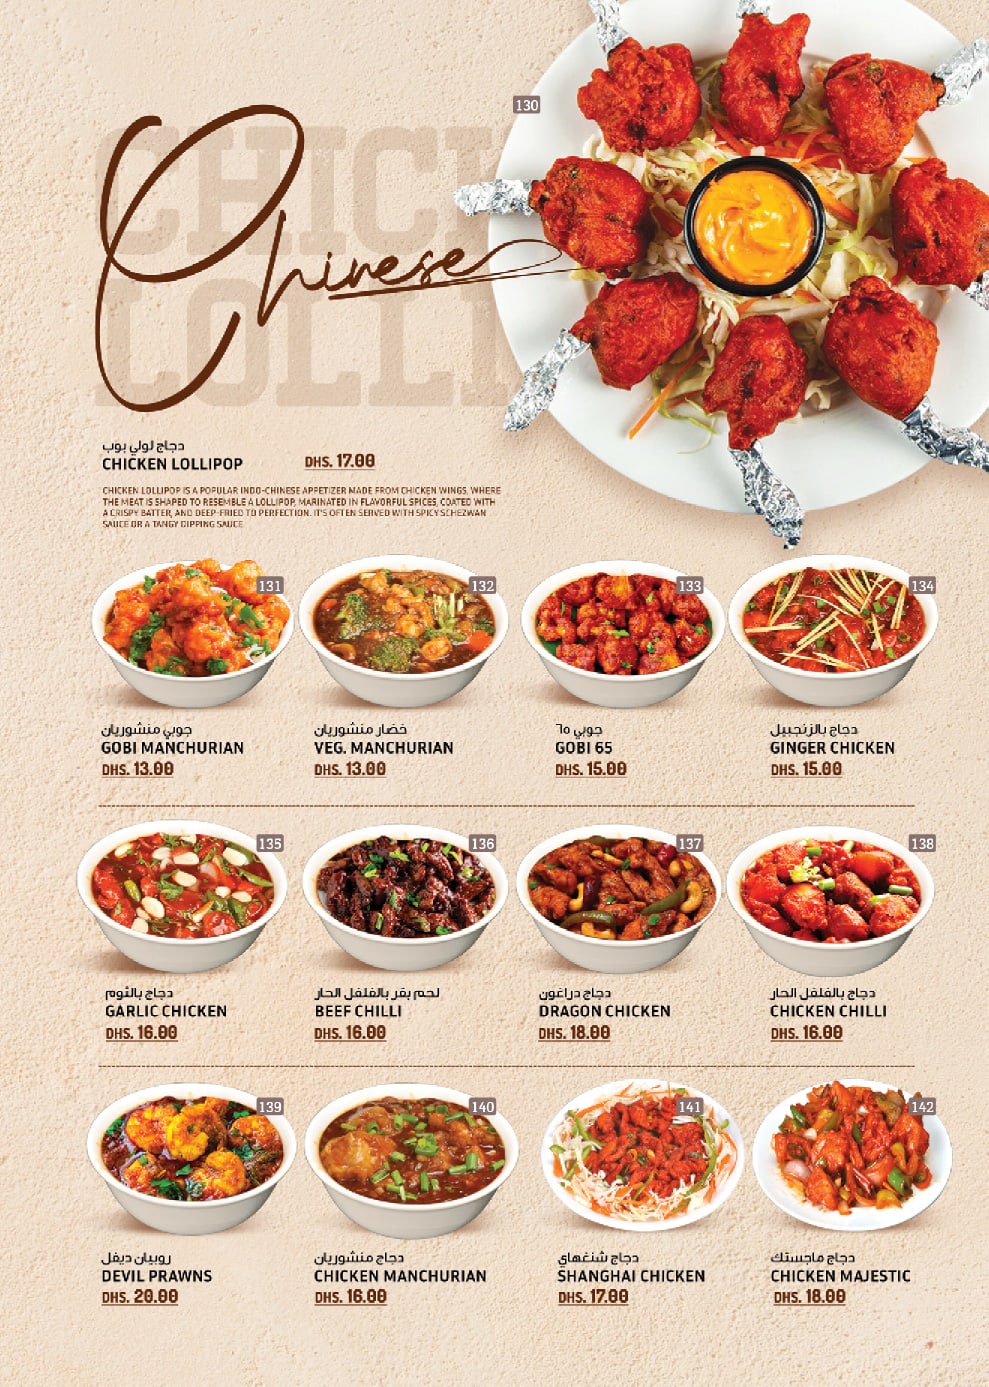 130
CHICK
LOLLI
Chinese
دجاج لولي بوب
CHICKEN LOLLIPOP
DHS. 17.00
CHICKEN LOLLIPOP IS A POPULAR INDO-CHINESE APPETIZER MADE FROM CHICKEN WINGS, WHERE
THE MEAT IS SHAPED TO RESEMBLE A LOLLIPOP, MARINATED IN FLAVORFUL SPICES, COATED WITH
A CRISPY BATTER, AND DEEP-FRIED TO PERFECTION. IT'S OFTEN SERVED WITH SPICY SCHEZWAN
SAUCE OR A TANGY DIPPING SAUCE
131
جوبي منشوريان
GOBI MANCHURIAN
DHS. 13.00
132
خضار منشوريان
VEG. MANCHURIAN
DHS. 13.00
133
جوبي ٦٥
GOBI 65
DHS. 15.00
134
دجاج بالزنجبيل
GINGER CHICKEN
DHS. 15.00
135
دجاج بالثوم
GARLIC CHICKEN
DHS. 16.00
136
لحم بقر بالفلفل الحار
BEEF CHILLI
DHS. 16.00
137
دجاج دراغون
DRAGON CHICKEN
DHS. 18.00
138
دجاج بالفلفل الحار
CHICKEN CHILLI
DHS. 16.00
139
روبيان ديفل
DEVIL PRAWNS
DHS. 20.00
140
دجاج منشوريان
CHICKEN MANCHURIAN
DHS. 16.00
141
دجاج شنغهاي
SHANGHAI CHICKEN
DHS. 17.00
142
دجاج ماجستك
CHICKEN MAJESTIC
DHS. 18.00